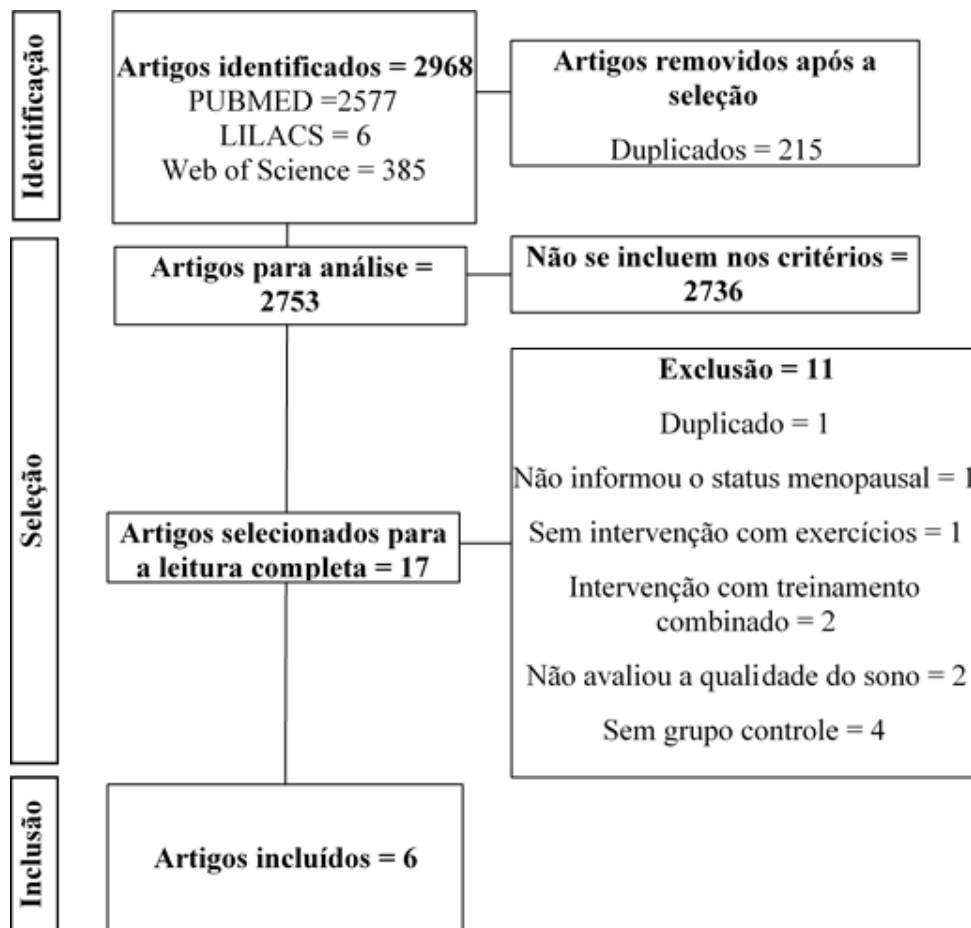 Identificação
Artigos identificados = 2968
PUBMED =2577
LILACS = 6
Web of Science = 385
Artigos removidos após a
seleção
Duplicados = 215
Seleção
Artigos para análise =
2753
Não se incluem nos critérios =
2736
Artigos selecionados para
a leitura completa = 17
Exclusão = 11
Duplicado = 1
Não informou o status menopausal = 1
Sem intervenção com exercícios = 1
Intervenção com treinamento
combinado = 2
Não avaliou a qualidade do sono = 2
Sem grupo controle = 4
Inclusão
Artigos incluídos = 6